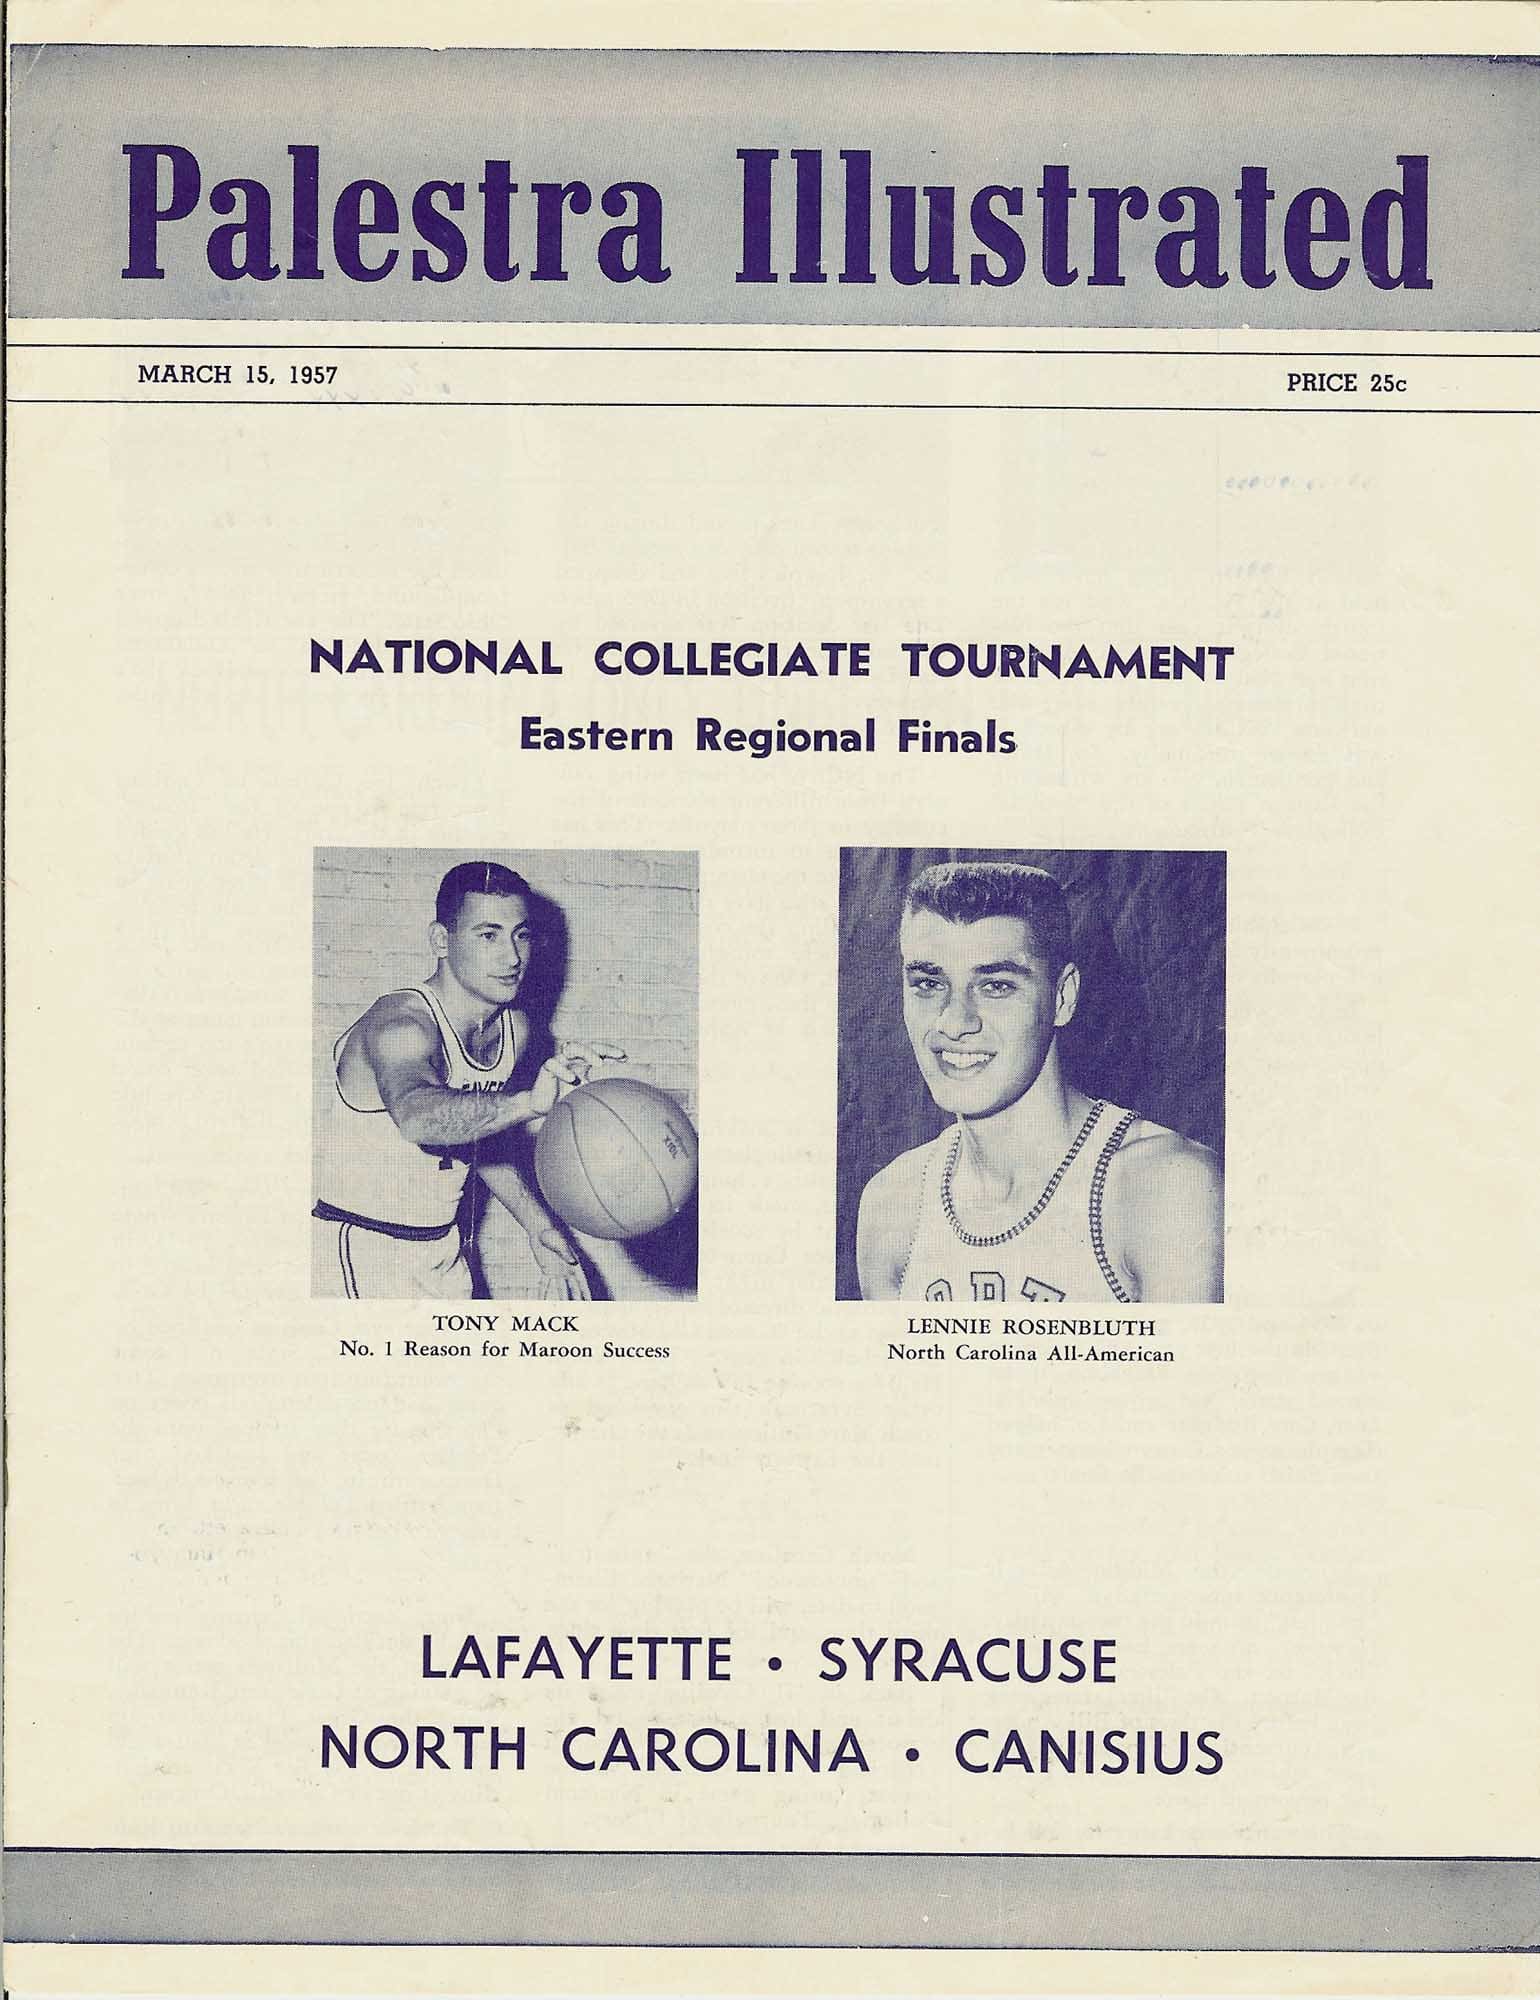 Palestra Illustrated
MARCH 15, 1957 PRICE 25c
NATIONAL COLLEGIATE TOURNAMENT
Eastern Regional Finals
TONY MACK
No. 1 Reason for Maroon Success
LENNIE ROSENBLUTH
North Carolina All-American
LAFAYETTE • SYRACUSE
NORTH CAROLINA • CANISIUS